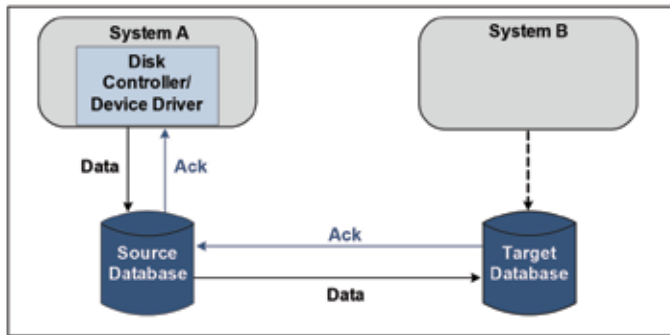 System A
System B
Disk
Controller/
Device Driver
Data
Ack
Ack
Source
Database
Target
Database
Data